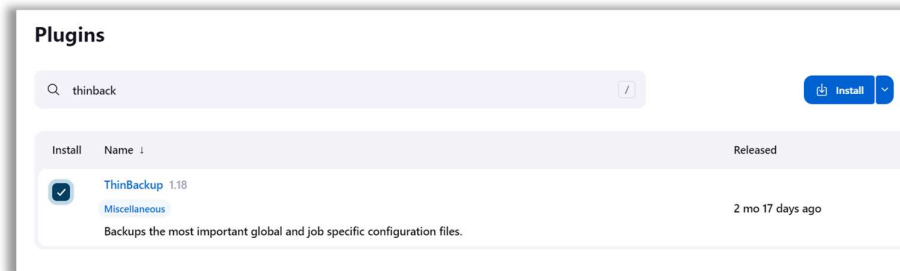 Plugins
thinback
/
Install
Install Name ↓ Released
ThinBackup 1.18
Miscellaneous
2 mo 17 days ago
Backups the most important global and job specific configuration files.